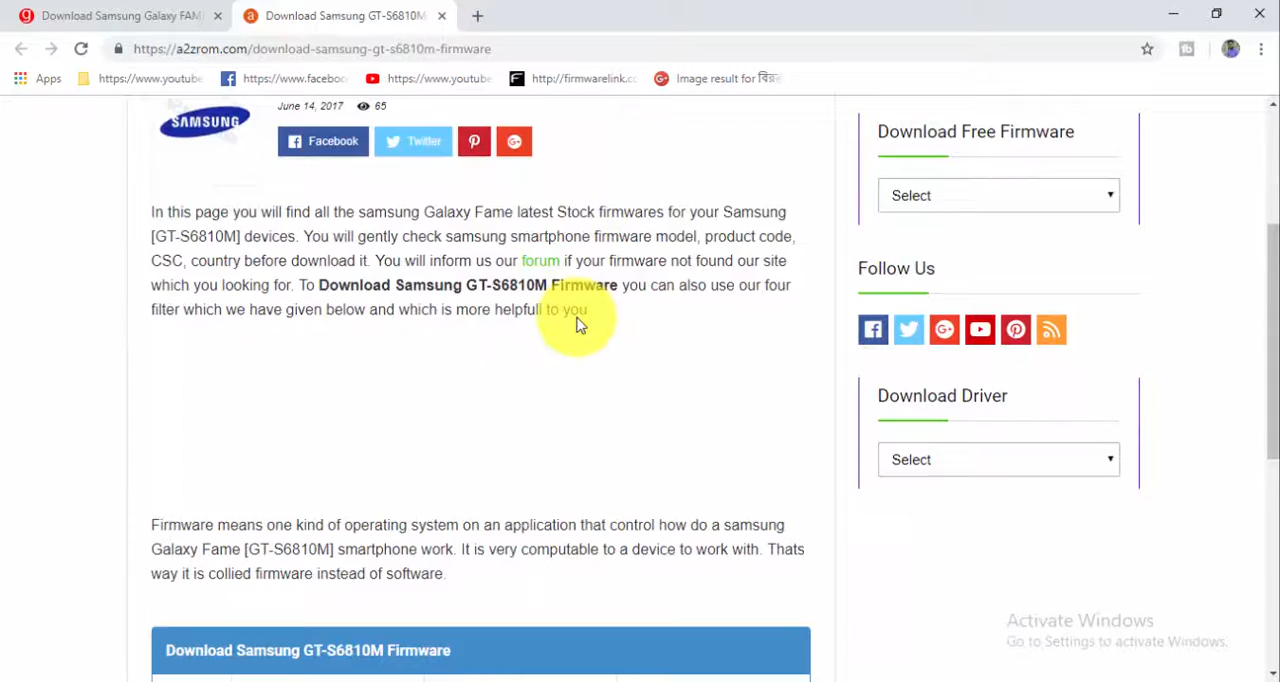 Download Samsung Galaxy FAM
Download Samsung GT-S6810M
https://a2zrom.com/download-samsung-gt-s6810m-firmware
Apps
https://www.youtube
https://www.faceboo
https://www.youtube
http://firmwarelink.cc
Image result for বিস্
SAMSUNG
June 14, 2017 65
Facebook
Twitter
In this page you will find all the samsung Galaxy Fame latest Stock firmwares for your Samsung
[GT-S6810M] devices. You will gently check samsung smartphone firmware model, product code,
CSC, country before download it. You will inform us our forum if your firmware not found our site
which you looking for. To Download Samsung GT-S6810M Firmware you can also use our four
filter which we have given below and which is more helpfull to you
Firmware means one kind of operating system on an application that control how do a samsung
Galaxy Fame [GT-S6810M] smartphone work. It is very computable to a device to work with. Thats
way it is collied firmware instead of software.
Download Samsung GT-S6810M Firmware
Download Free Firmware
Select
Follow Us
Download Driver
Select
Activate Windows
Go to Settings to activate Windows.